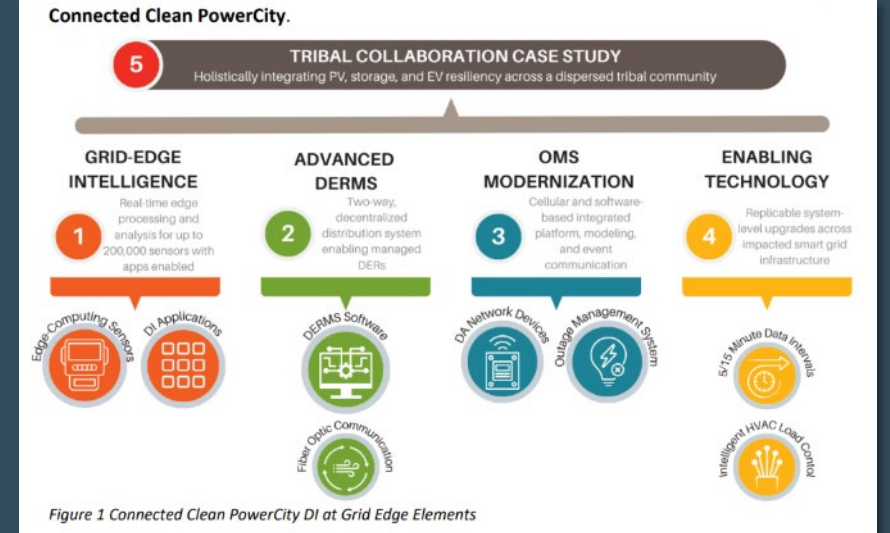 Connected Clean PowerCity.
5
TRIBAL COLLABORATION CASE STUDY
Holistically integrating PV, storage, and EV resiliency across a dispersed tribal community
GRID-EDGE
INTELLIGENCE
1
Real-time edge
processing and
analysis for up to
200,000 sensors with
apps enabled
Edge-Computing Sensors
DI Applications
ADVANCED
DERMS
2
Two-way,
decentralized
distribution system
enabling managed
DERs
DERMS Software
Fiber Optic Communication
OMS
MODERNIZATION
3
Cellular and software-
based integrated
platform, modeling,
and event
communication
DA Network Devices
Outage Management System
ENABLING
TECHNOLOGY
4
Replicable system-
level upgrades across
impacted smart grid
infrastructure
5/15 Minute Data Intervals
Intelligent HVAC Load Contol
Figure 1 Connected Clean PowerCity DI at Grid Edge Elements